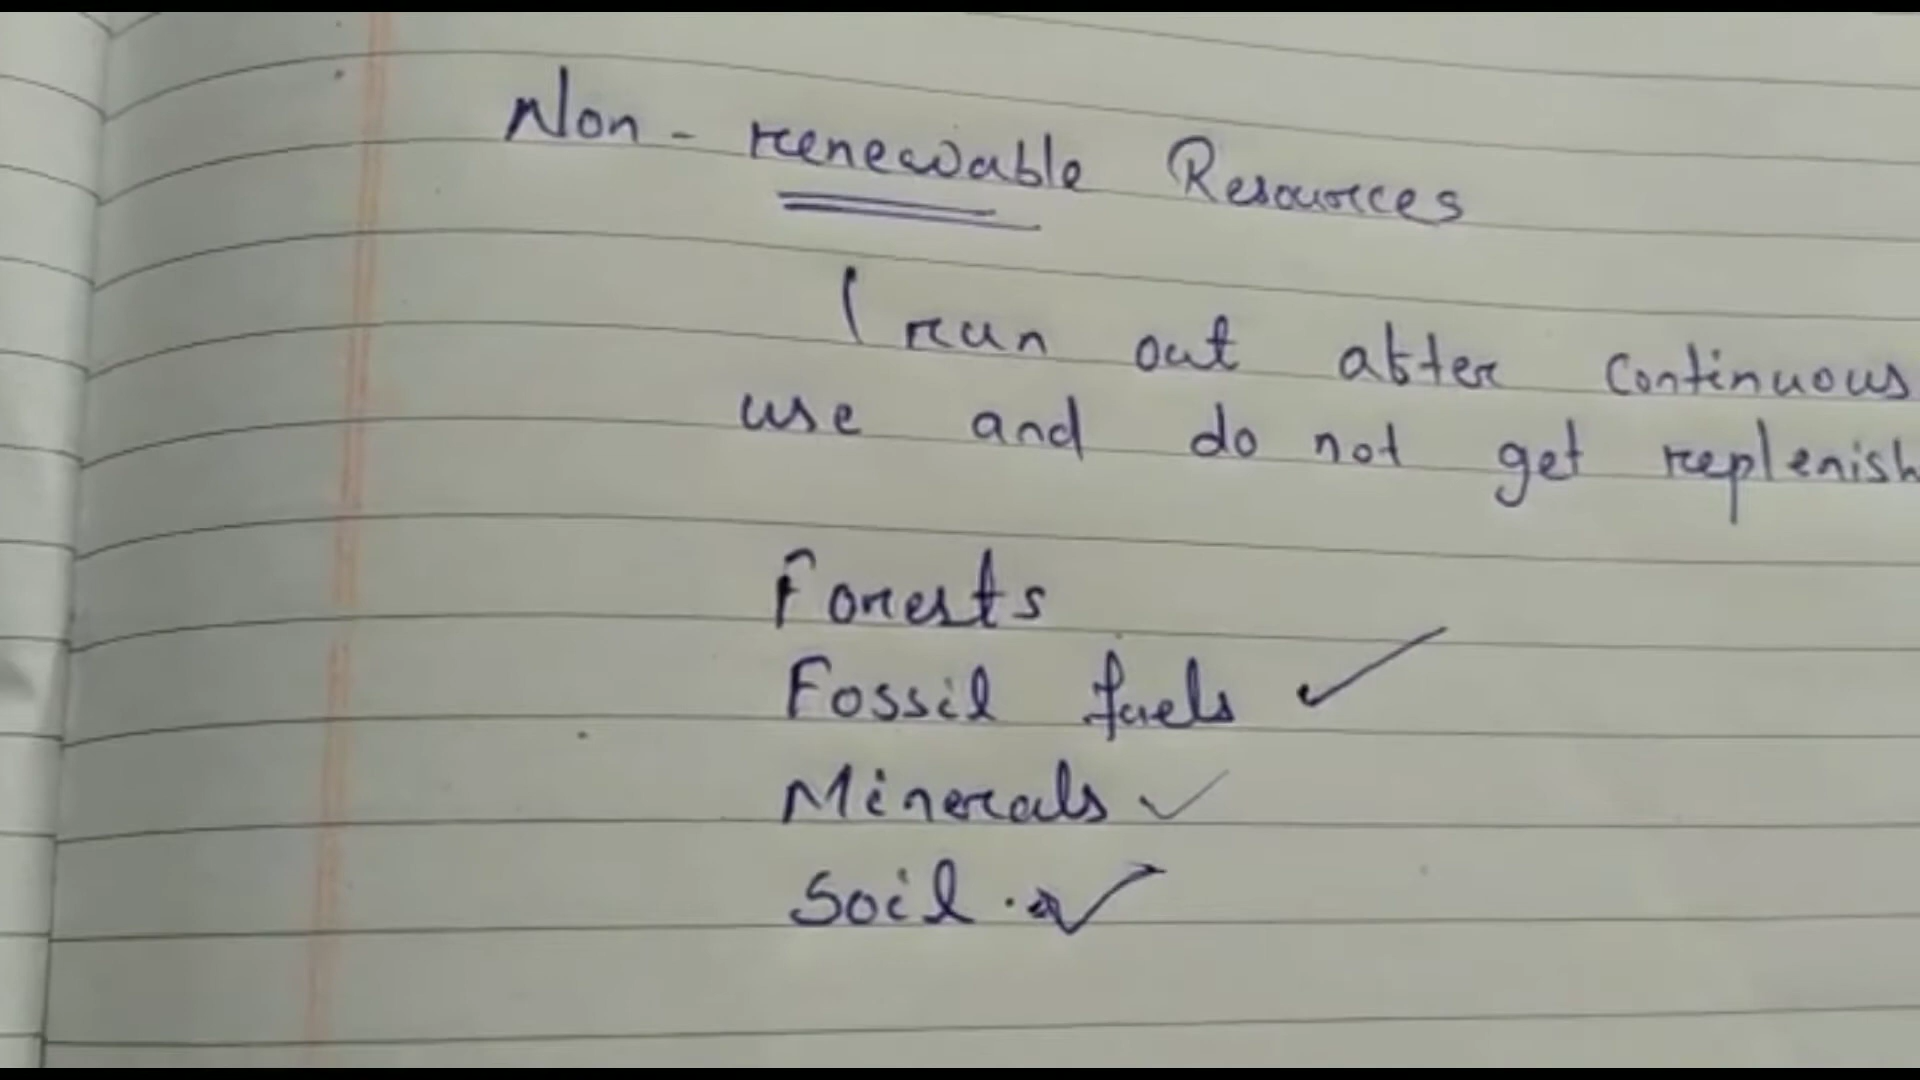 Non - renewable Resources
run out after continuous
use and do not get replenish
Forests
Fossil fuels ✓
Minerals ✓
Soil . ✓